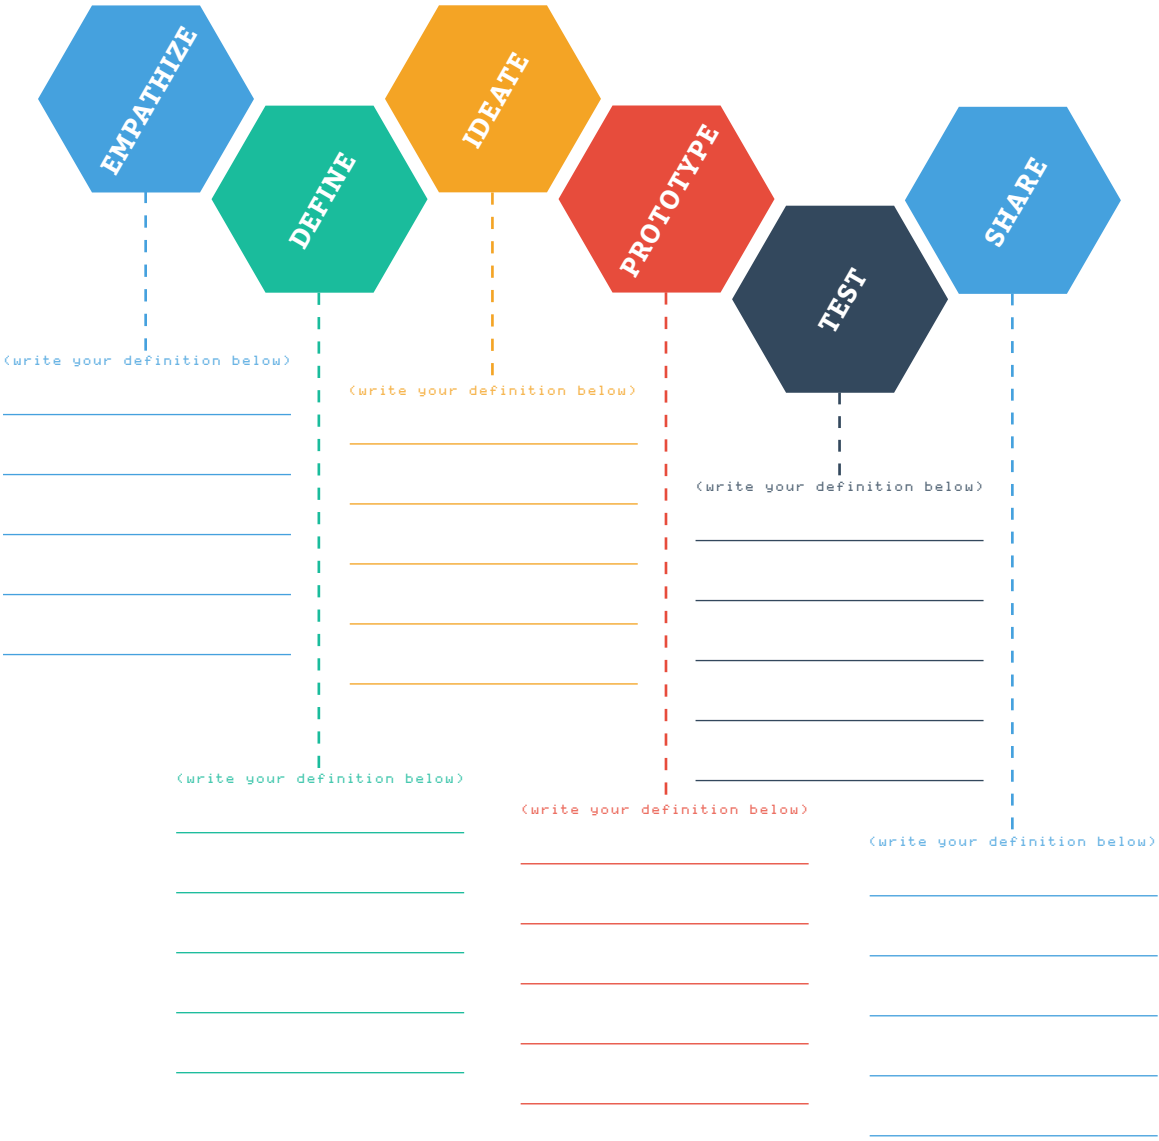 EMPATHIZE
DEFINE
IDEATE
PROTOTYPE
TEST
SHARE
(write your definition below)
(write your definition below)
(write your definition below)
(write your definition below)
(write your definition below)
(write your definition below)